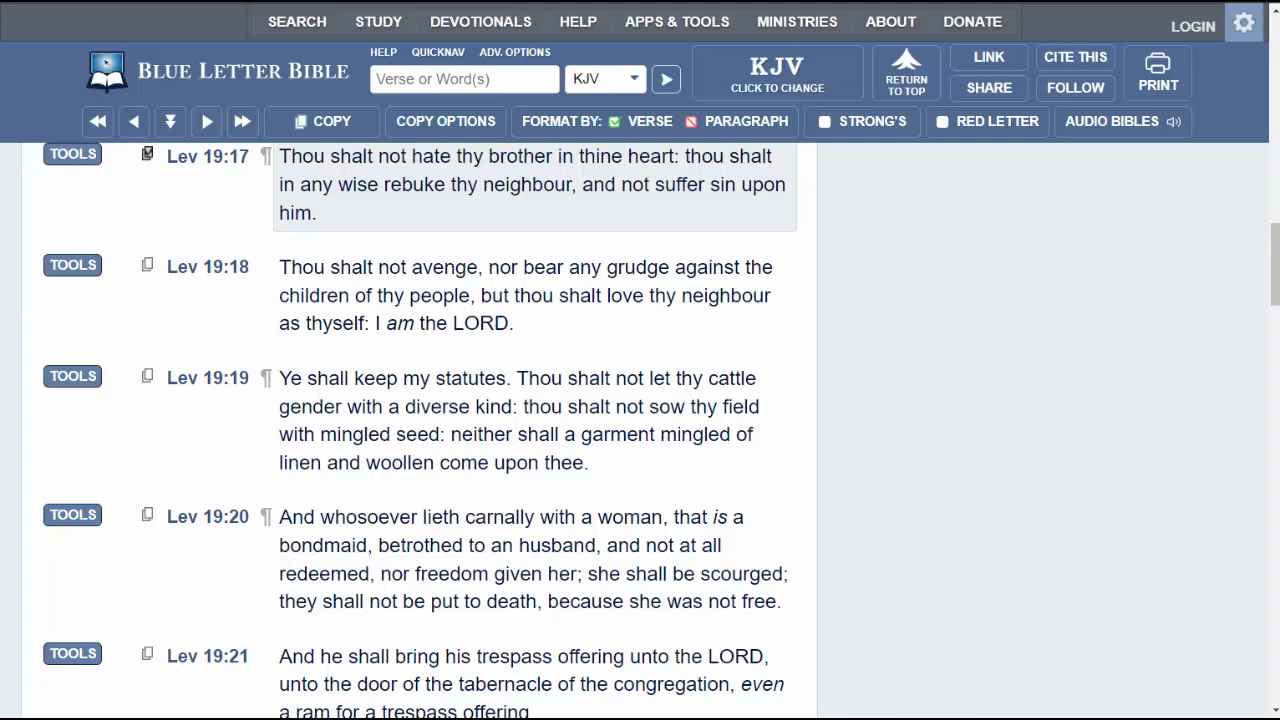 SEARCH STUDY DEVOTIONALS HELP APPS & TOOLS MINISTRIES ABOUT DONATE LOGIN
BLUE LETTER BIBLE
HELP QUICKNAV ADV. OPTIONS
Verse or Word(s) KJV
KJV
CLICK TO CHANGE
RETURN
TO TOP
LINK CITE THIS
SHARE FOLLOW
PRINT
COPY COPY OPTIONS FORMAT BY: VERSE PARAGRAPH STRONG'S RED LETTER AUDIO BIBLES
TOOLS Lev 19:17 ¶ Thou shalt not hate thy brother in thine heart: thou shalt
in any wise rebuke thy neighbour, and not suffer sin upon
him.
TOOLS Lev 19:18 Thou shalt not avenge, nor bear any grudge against the
children of thy people, but thou shalt love thy neighbour
as thyself: I am the LORD.
TOOLS Lev 19:19 ¶ Ye shall keep my statutes. Thou shalt not let thy cattle
gender with a diverse kind: thou shalt not sow thy field
with mingled seed: neither shall a garment mingled of
linen and woollen come upon thee.
TOOLS Lev 19:20 ¶ And whosoever lieth carnally with a woman, that is a
bondmaid, betrothed to an husband, and not at all
redeemed, nor freedom given her; she shall be scourged;
they shall not be put to death, because she was not free.
TOOLS Lev 19:21 And he shall bring his trespass offering unto the LORD,
unto the door of the tabernacle of the congregation, even
a ram for a trespass offering